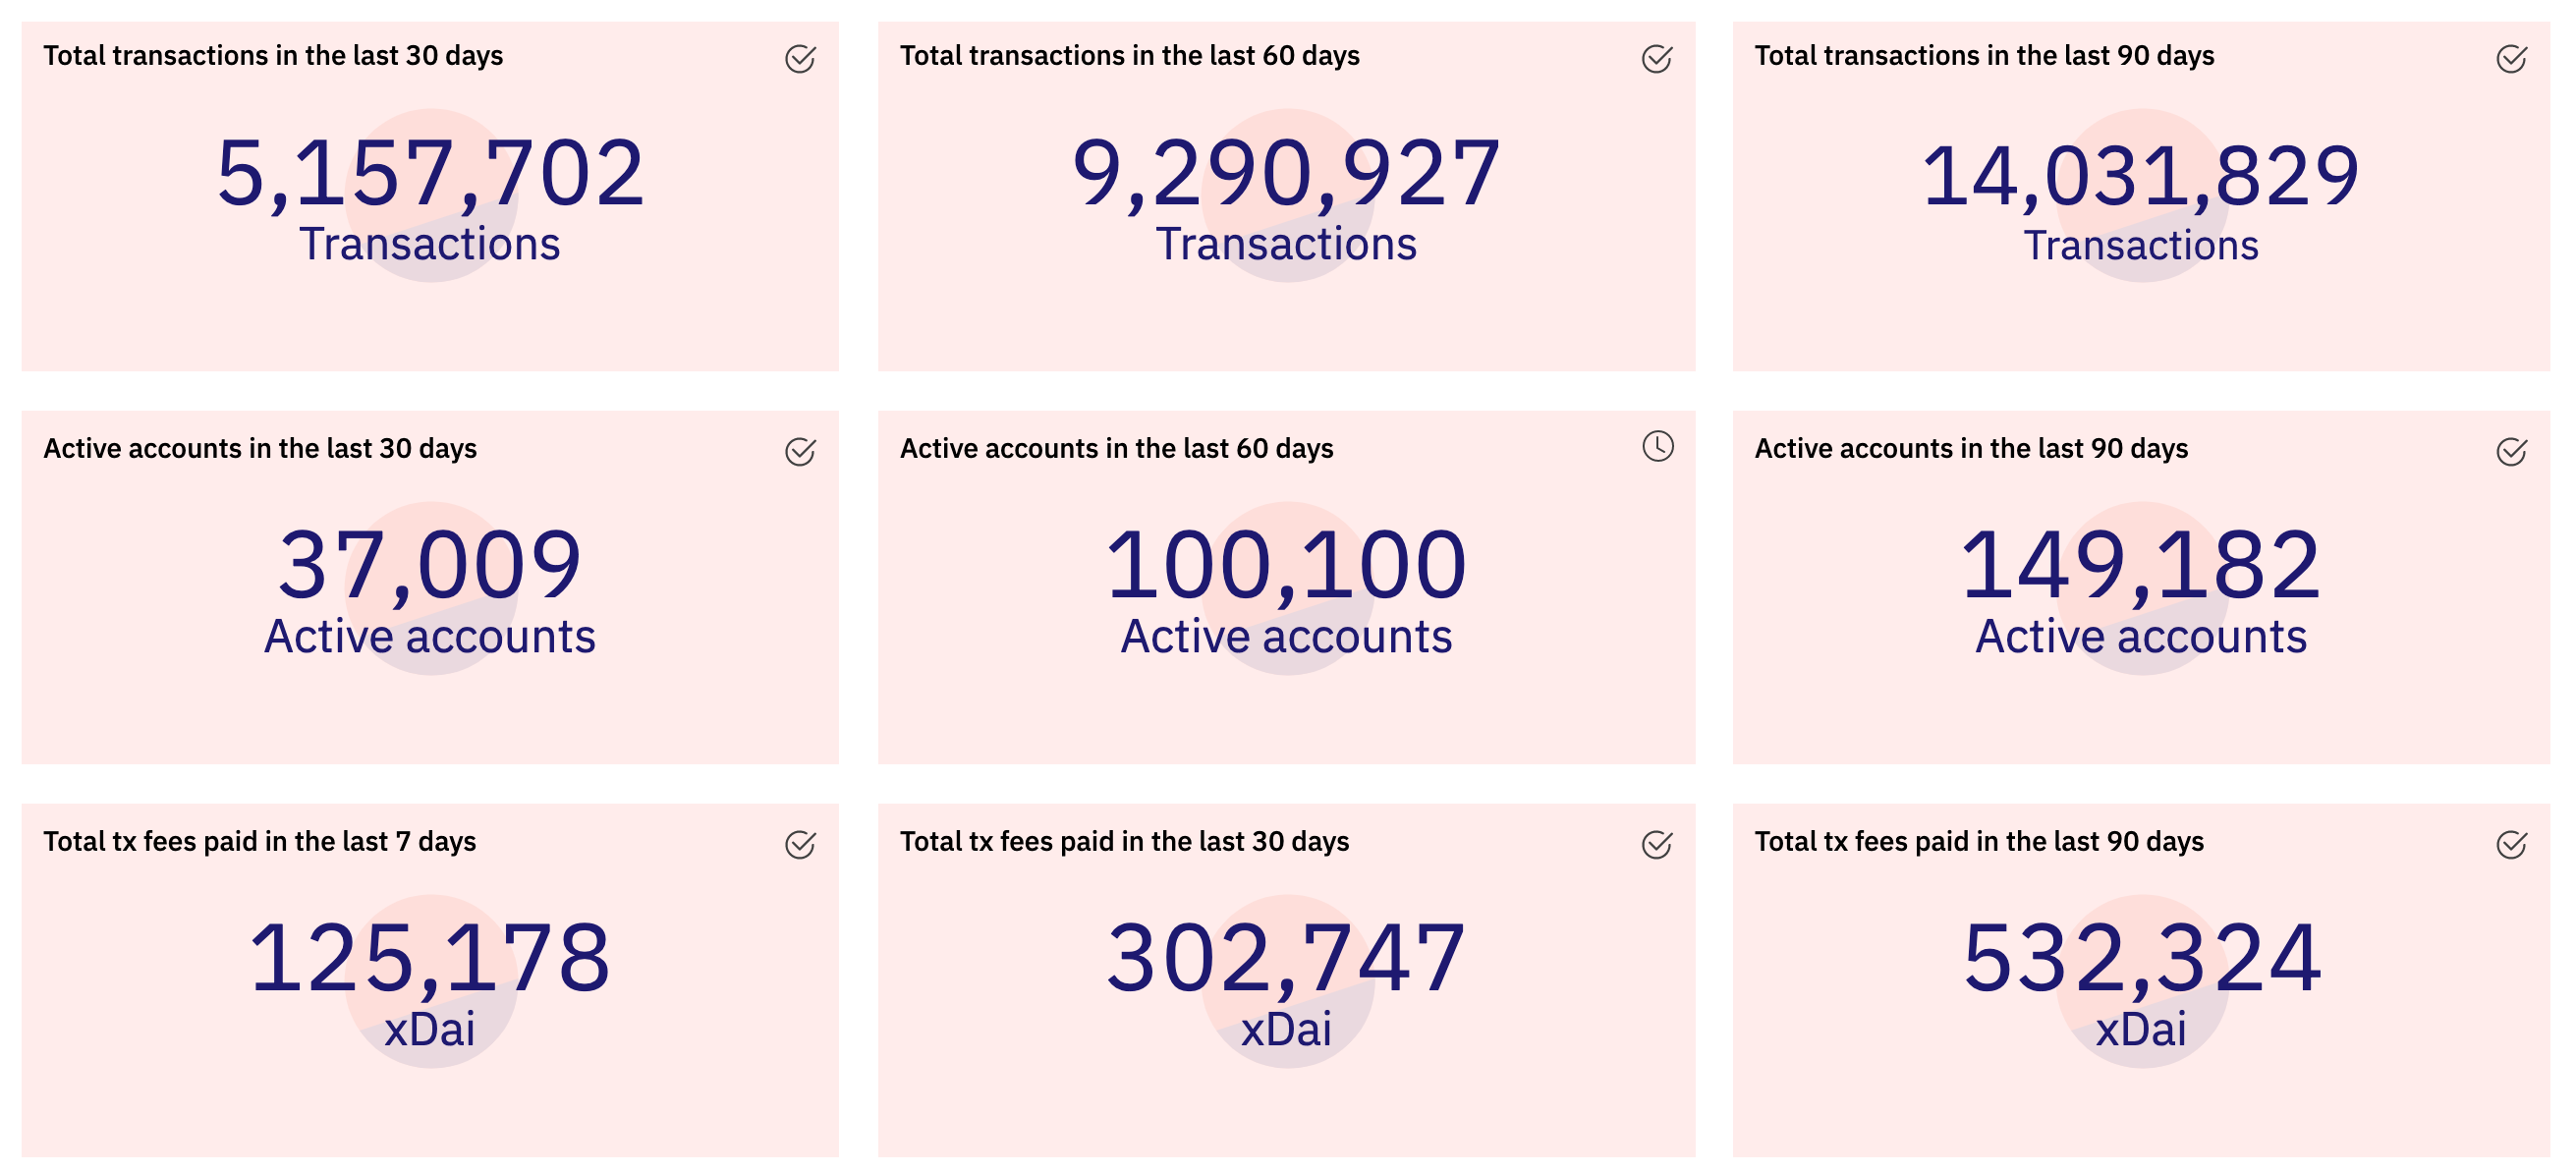 Total transactions in the last 30 days
5,157,702
Transactions
Total transactions in the last 60 days
9,290,927
Transactions
Total transactions in the last 90 days
14,031,829
Transactions
Active accounts in the last 30 days
37,009
Active accounts
Active accounts in the last 60 days
100,100
Active accounts
Active accounts in the last 90 days
149,182
Active accounts
Total tx fees paid in the last 7 days
125,178
xDai
Total tx fees paid in the last 30 days
302,747
xDai
Total tx fees paid in the last 90 days
532,324
xDai